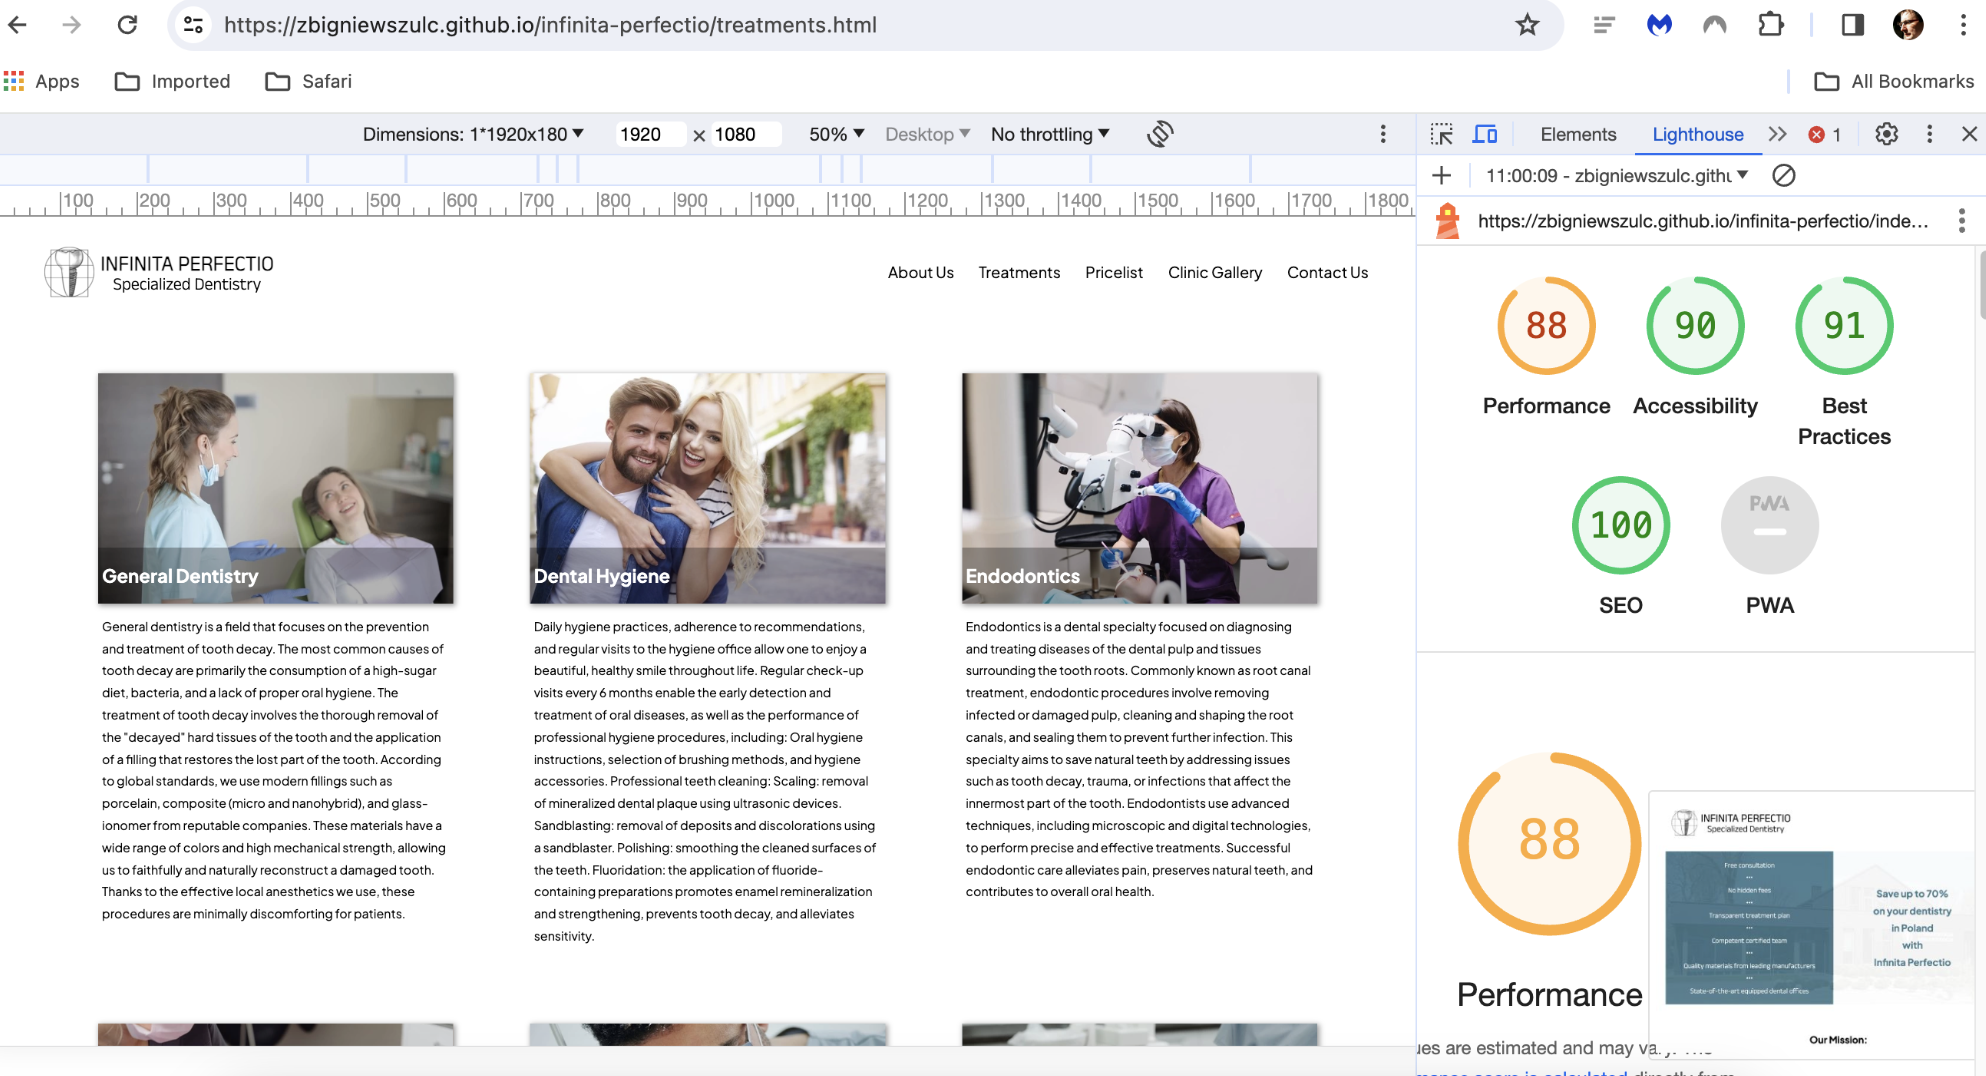 https://zbigniewszulc.github.io/infinita-perfectio/treatments.html
Apps
Imported
Safari
All Bookmarks
Dimensions: 1*1920x180
1920 × 1080
50%
Desktop
No throttling
Elements
Lighthouse
1
100 200 300 400 500 600 700 800 900 1000 1100 1200 1300 1400 1500 1600 1700 1800
11:00:09 - zbigniewszulc.githu
https://zbigniewszulc.github.io/infinita-perfectio/inde...
INFINITA PERFECTIO
Specialized Dentistry
About Us
Treatments
Pricelist
Clinic Gallery
Contact Us
General Dentistry
General dentistry is a field that focuses on the prevention
and treatment of tooth decay. The most common causes of
tooth decay are primarily the consumption of a high-sugar
diet, bacteria, and a lack of proper oral hygiene. The
treatment of tooth decay involves the thorough removal of
the "decayed" hard tissues of the tooth and the application
of a filling that restores the lost part of the tooth. According
to global standards, we use modern fillings such as
porcelain, composite (micro and nanohybrid), and glass-
ionomer from reputable companies. These materials have a
wide range of colors and high mechanical strength, allowing
us to faithfully and naturally reconstruct a damaged tooth.
Thanks to the effective local anesthetics we use, these
procedures are minimally discomforting for patients.
Dental Hygiene
Daily hygiene practices, adherence to recommendations,
and regular visits to the hygiene office allow one to enjoy a
beautiful, healthy smile throughout life. Regular check-up
visits every 6 months enable the early detection and
treatment of oral diseases, as well as the performance of
professional hygiene procedures, including: Oral hygiene
instructions, selection of brushing methods, and hygiene
accessories. Professional teeth cleaning: Scaling: removal
of mineralized dental plaque using ultrasonic devices.
Sandblasting: removal of deposits and discolorations using
a sandblaster. Polishing: smoothing the cleaned surfaces of
the teeth. Fluoridation: the application of fluoride-
containing preparations promotes enamel remineralization
and strengthening, prevents tooth decay, and alleviates
sensitivity.
Endodontics
Endodontics is a dental specialty focused on diagnosing
and treating diseases of the dental pulp and tissues
surrounding the tooth roots. Commonly known as root canal
treatment, endodontic procedures involve removing
infected or damaged pulp, cleaning and shaping the root
canals, and sealing them to prevent further infection. This
specialty aims to save natural teeth by addressing issues
such as tooth decay, trauma, or infections that affect the
innermost part of the tooth. Endodontists use advanced
techniques, including microscopic and digital technologies,
to perform precise and effective treatments. Successful
endodontic care alleviates pain, preserves natural teeth, and
contributes to overall oral health.
88
Performance
90
Accessibility
91
Best
Practices
100
SEO
PWA
PWA
88
Performance
INFINITA PERFECTIO
Specialized Dentistry
Free consultation
No hidden fees
Transparent treatment plan
Competent certified team
Quality materials from leading manufacturers
State-of-the-art equipped dental offices
Save up to 70%
on your dentistry
in Poland
with
Infinita Perfectio
Our Mission:
ues are estimated and may vary. The
is calculated directly from